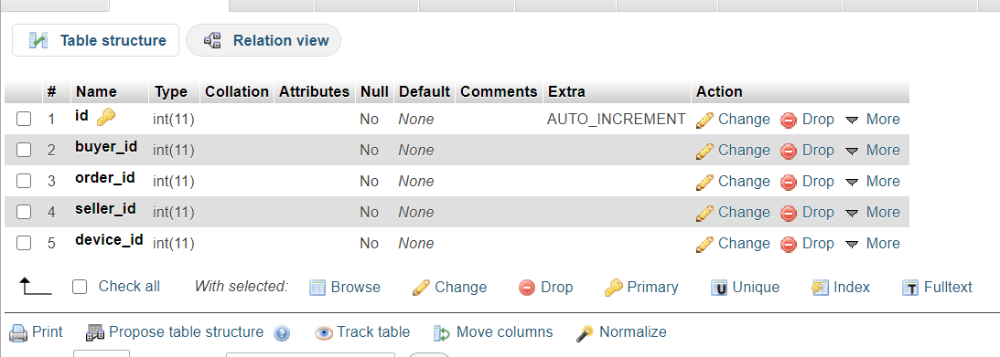 Table structure Relation view
# Name Type Collation Attributes Null Default Comments Extra Action
1 id int(11) No None AUTO_INCREMENT Change Drop More
2 buyer_id int(11) No None Change Drop More
3 order_id int(11) No None Change Drop More
4 seller_id int(11) No None Change Drop More
5 device_id int(11) No None Change Drop More
Check all With selected: Browse Change Drop Primary U Unique Index T Fulltext
Print Propose table structure ? Track table Move columns Normalize